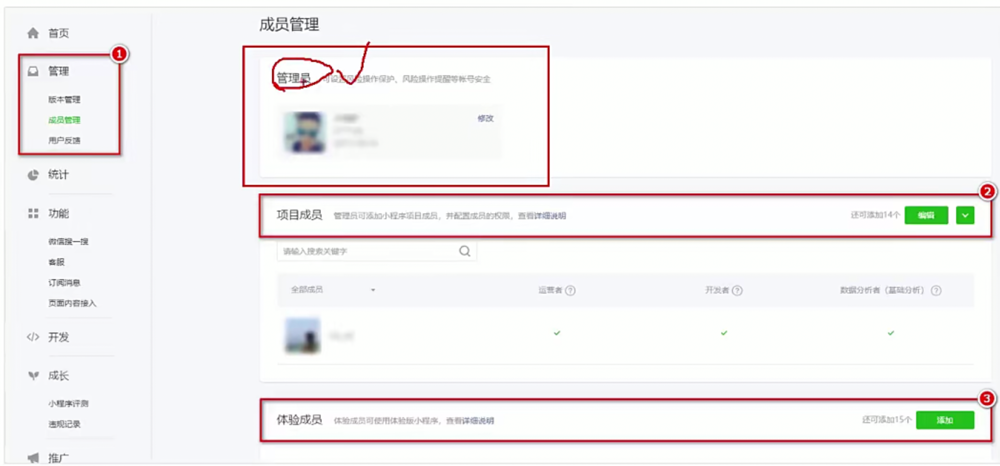 首页
①
管理
版本管理
成员管理
用户反馈
统计
功能
微信搜一搜
客服
订阅消息
页面内容接入
</>
开发
成长
小程序评测
违规记录
推广
成员管理
管理员 可设置风险操作保护、风险操作提醒等帐号安全
修改
②
项目成员 管理员可添加小程序项目成员，并配置成员的权限，查看详细说明 还可添加14个 编辑
请输入搜索关键字
全部成员 运营者 ? 开发者 ? 数据分析者（基础分析） ?
③
体验成员 体验成员可使用体验版小程序，查看详细说明 还可添加15个 添加